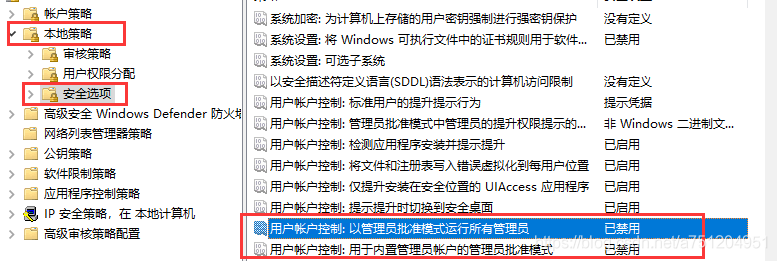 帐户策略
本地策略
审核策略
用户权限分配
安全选项
高级安全 Windows Defender 防火墙
网络列表管理器策略
公钥策略
软件限制策略
应用程序控制策略
IP 安全策略，在 本地计算机
高级审核策略配置
系统加密: 为计算机上存储的用户密钥强制进行强密钥保护 没有定义
系统设置: 将 Windows 可执行文件中的证书规则用于软件... 已禁用
系统设置: 可选子系统
以安全描述符定义语言(SDDL)语法表示的计算机访问限制 没有定义
用户帐户控制: 标准用户的提升提示行为 提示凭据
用户帐户控制: 管理员批准模式中管理员的提升权限提示的... 非 Windows 二进制文...
用户帐户控制: 检测应用程序安装并提示提升 已启用
用户帐户控制: 将文件和注册表写入错误虚拟化到每用户位置 已启用
用户帐户控制: 仅提升安装在安全位置的 UIAccess 应用程序 已启用
用户帐户控制: 提示提升时切换到安全桌面 已启用
用户帐户控制: 以管理员批准模式运行所有管理员 已禁用
用户帐户控制: 用于内置管理员帐户的管理员批准模式 已禁用